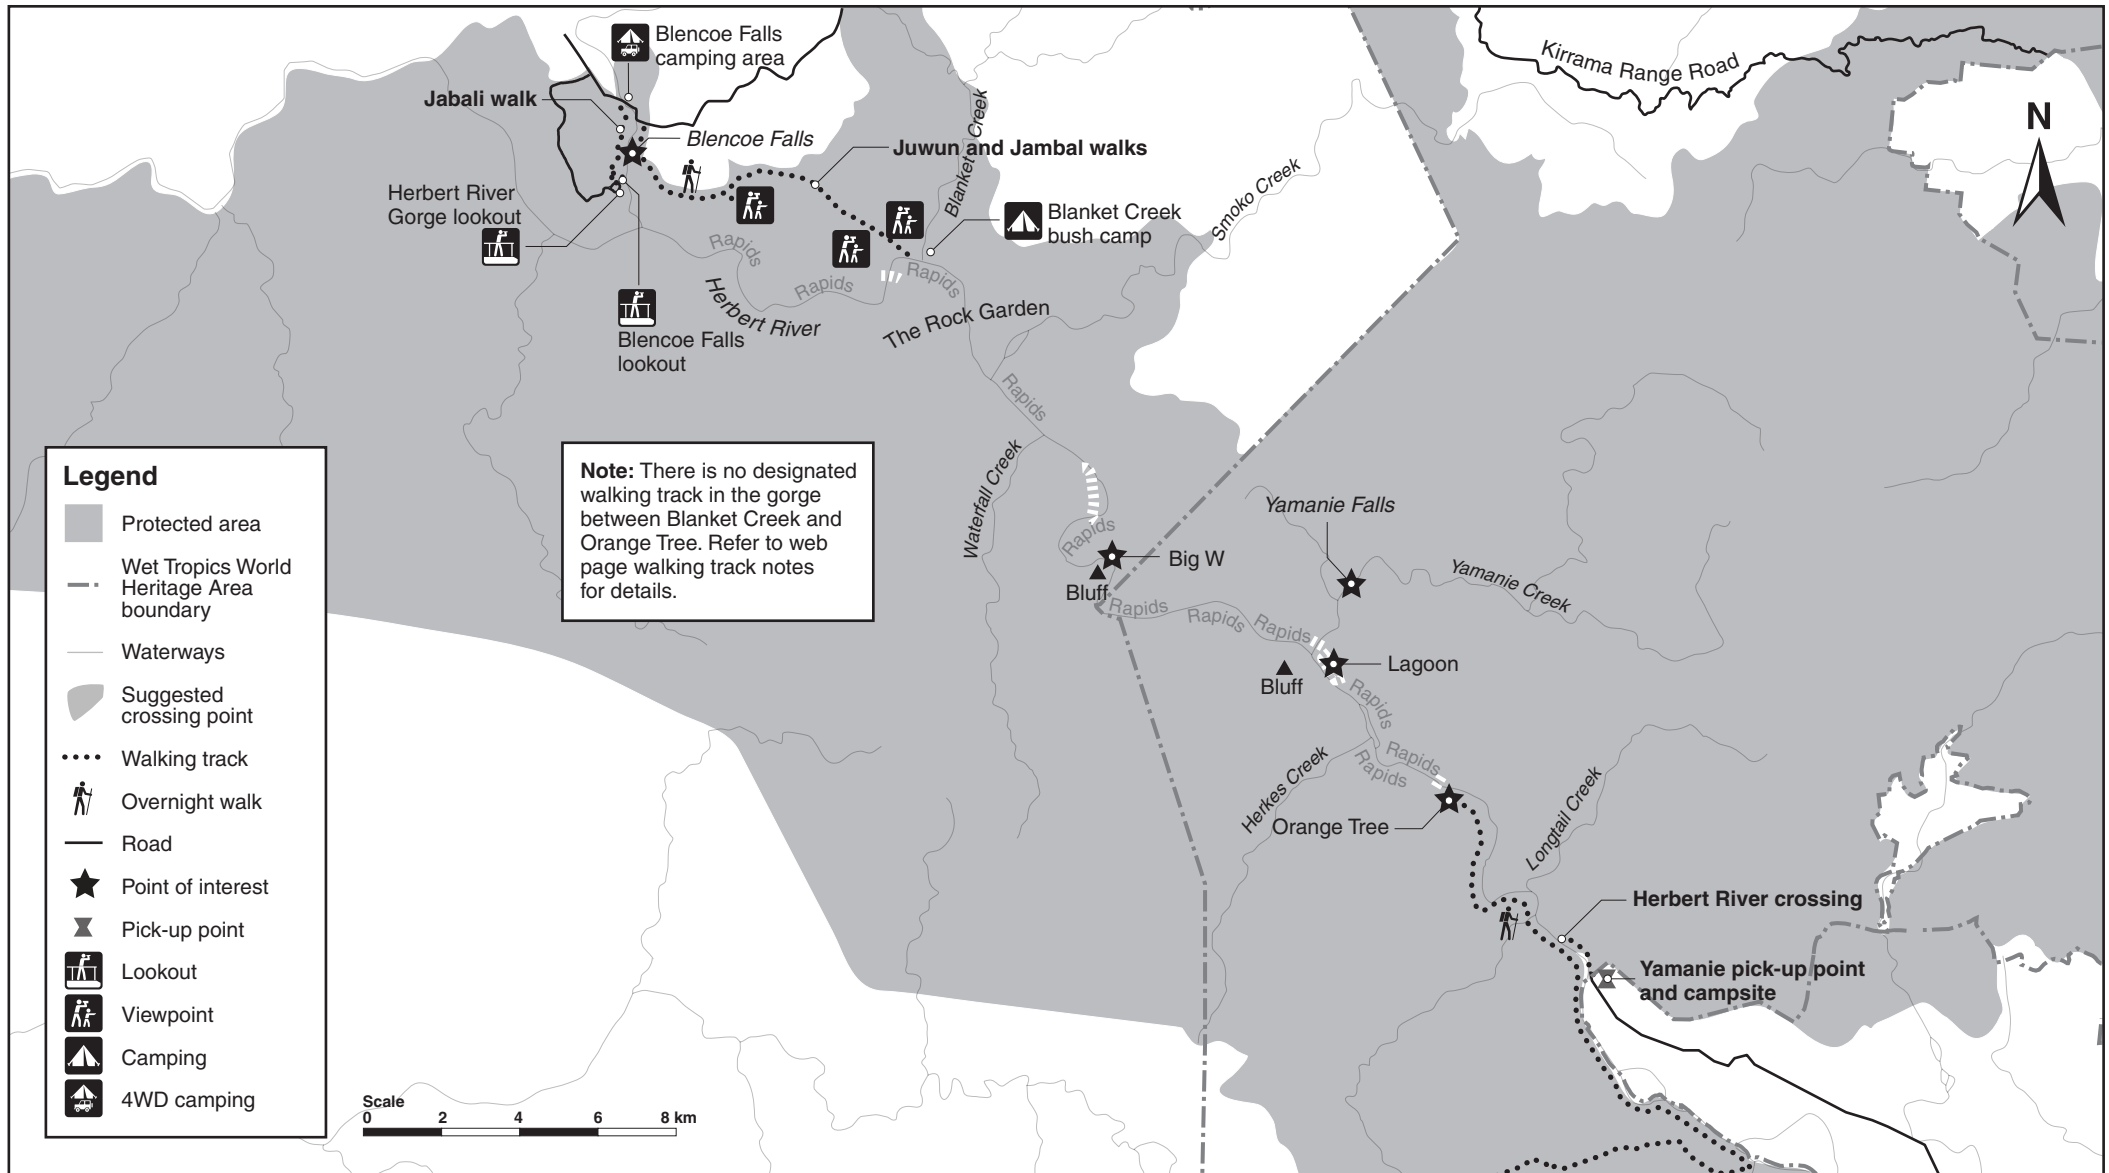 Blencoe Falls
camping area
Jabali walk
Blencoe Falls
Juwun and Jambal walks
Herbert River
Gorge lookout
Blencoe Falls
lookout
Blanket Creek
Blanket Creek
bush camp
Smoko Creek
Kirrama Range Road
N
Rapids
Rapids
Rapids
Herbert River
The Rock Garden
Rapids
Waterfall Creek
Rapids
Big W
Bluff
Rapids
Rapids
Rapids
Yamanie Falls
Yamanie Creek
Lagoon
Bluff
Rapids
Rapids
Rapids
Herkes Creek
Orange Tree
Longtail Creek
Herbert River crossing
Yamanie pick-up point
and campsite
Note: There is no designated
walking track in the gorge
between Blanket Creek and
Orange Tree. Refer to web
page walking track notes
for details.
Legend
Protected area
Wet Tropics World
Heritage Area
boundary
Waterways
Suggested
crossing point
Walking track
Overnight walk
Road
Point of interest
Pick-up point
Lookout
Viewpoint
Camping
4WD camping
Scale
0 2 4 6 8 km